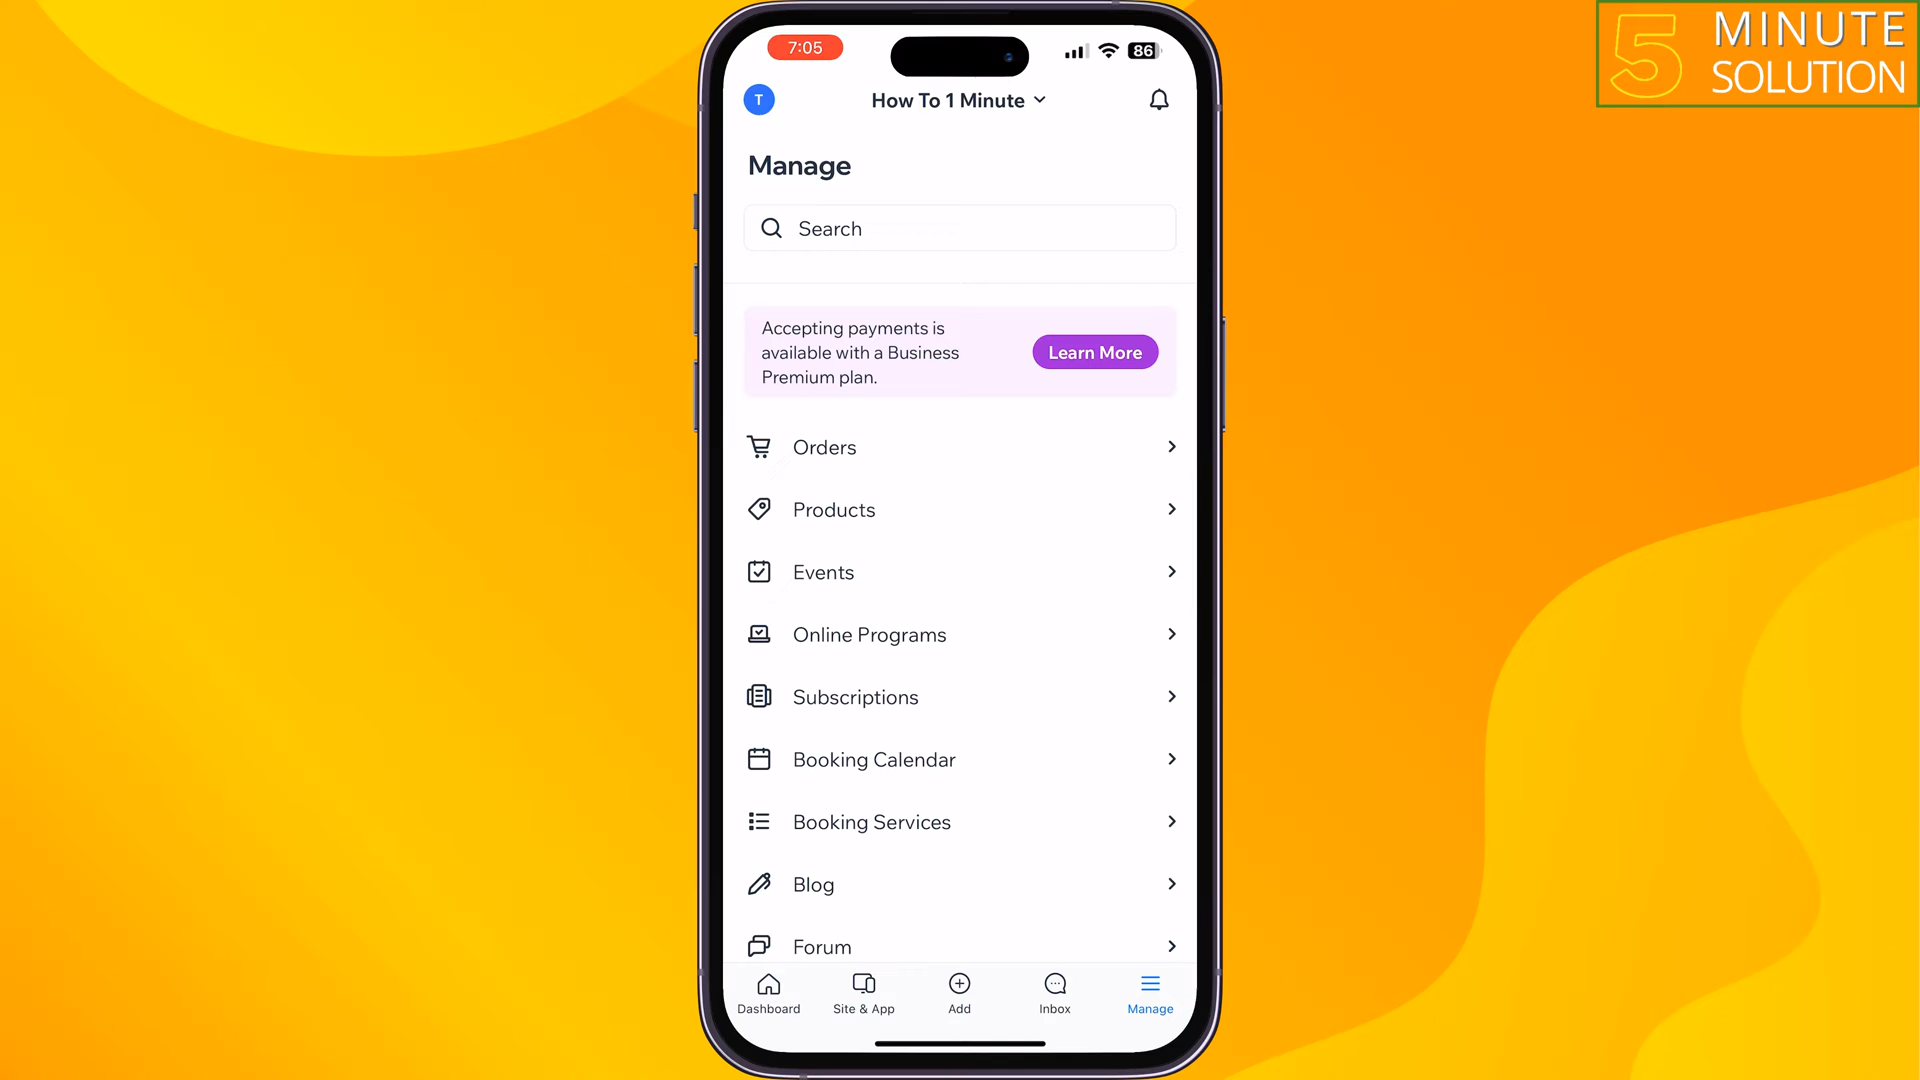 5 MINUTE
SOLUTION
7:05
86
T
How To 1 Minute
Manage
Search
Accepting payments is
available with a Business
Premium plan.
Learn More
Orders
Products
Events
Online Programs
Subscriptions
Booking Calendar
Booking Services
Blog
Forum
Dashboard
Site & App
Add
Inbox
Manage